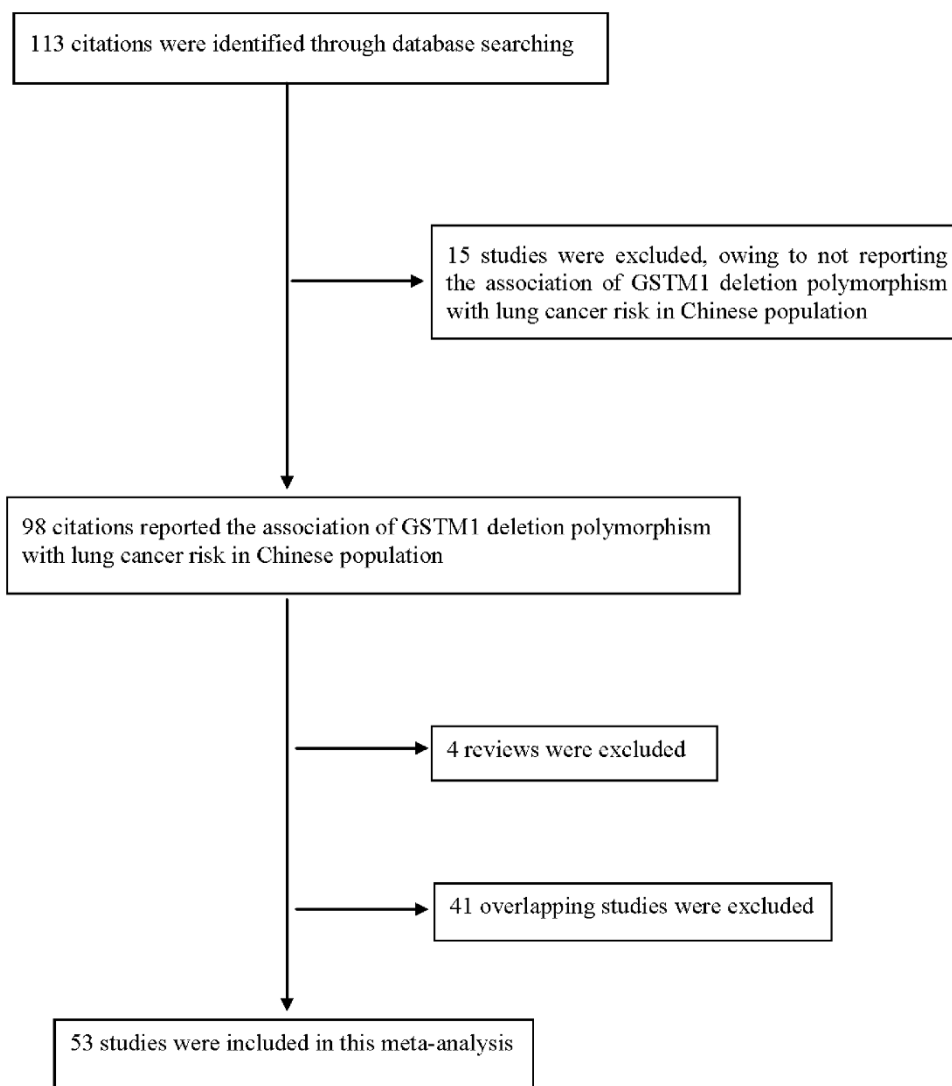 113 citations were identified through database searching
15 studies were excluded, owing to not reporting
the association of GSTM1 deletion polymorphism
with lung cancer risk in Chinese population
98 citations reported the association of GSTM1 deletion polymorphism
with lung cancer risk in Chinese population
4 reviews were excluded
41 overlapping studies were excluded
53 studies were included in this meta-analysis